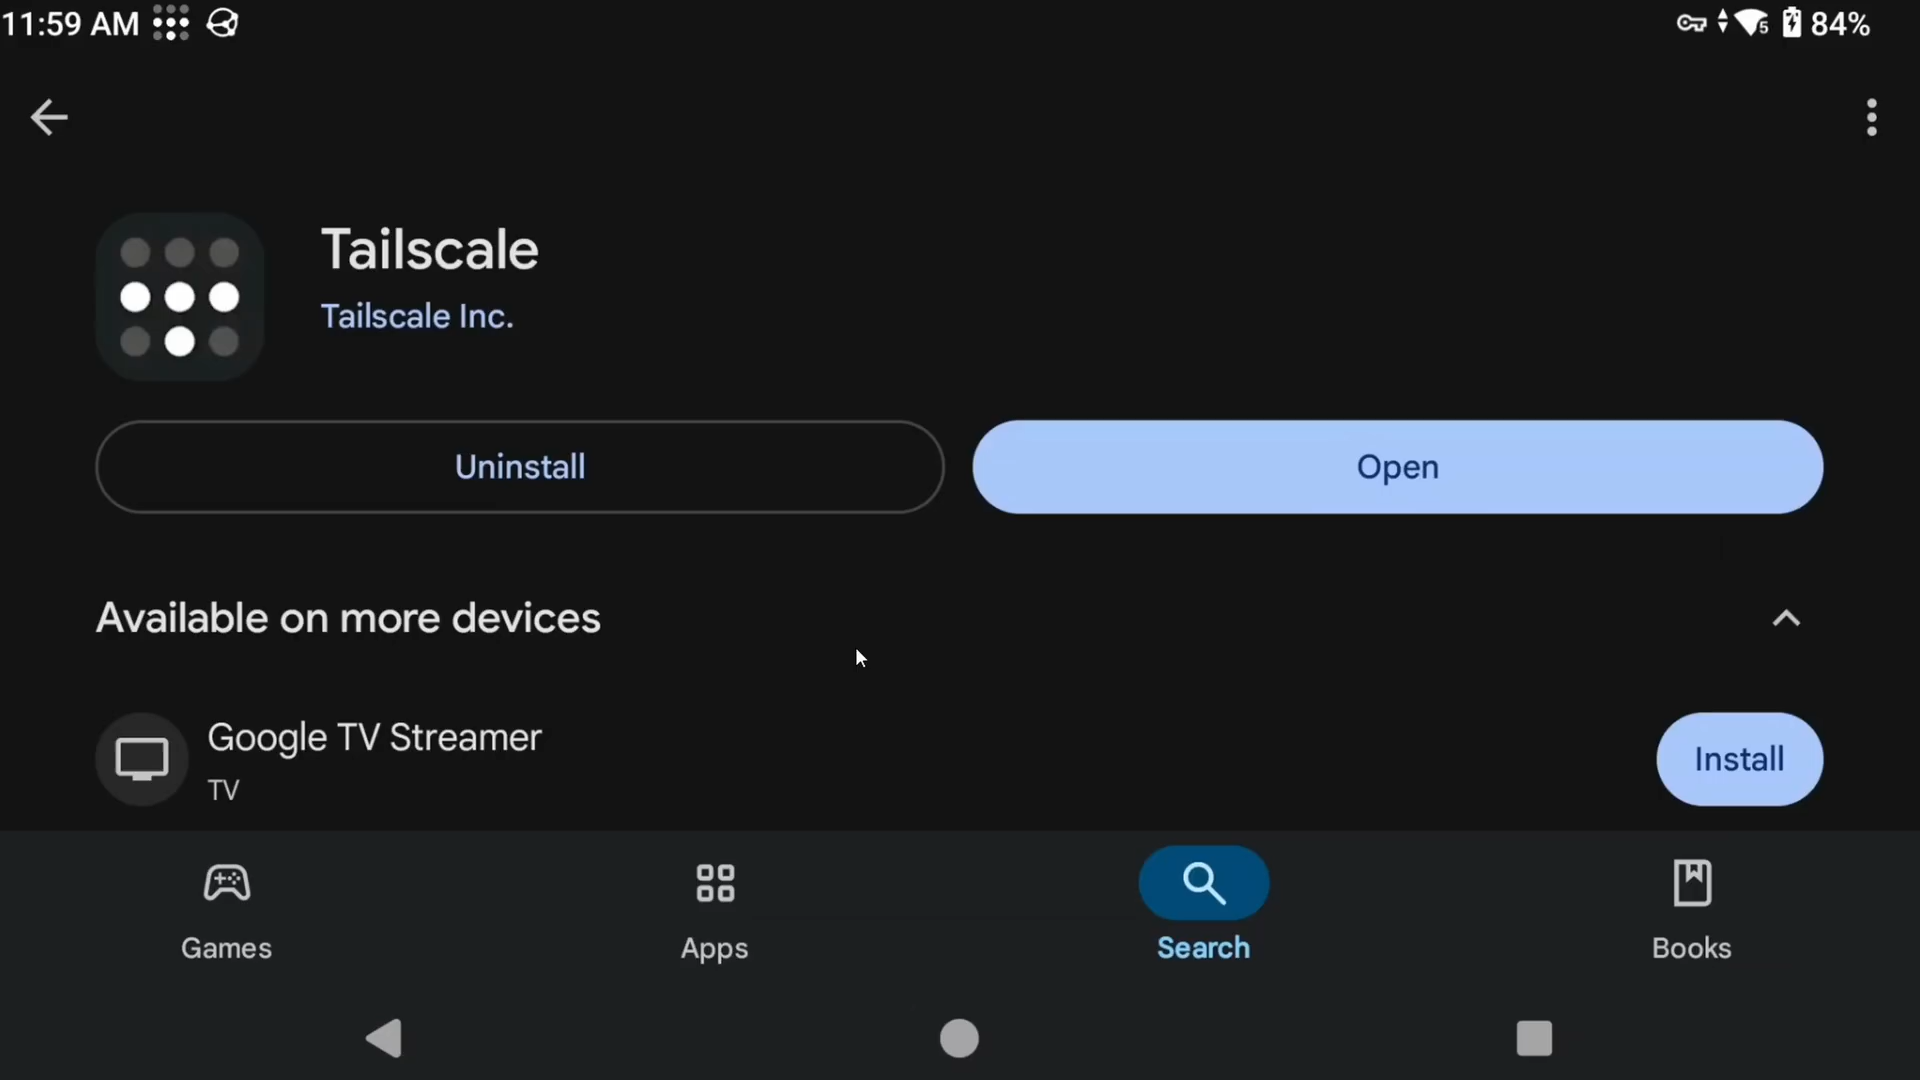 11:59 AM
5
84%
Tailscale
Tailscale Inc.
Uninstall
Open
Available on more devices
Google TV Streamer
TV
Install
Games
Apps
Search
Books